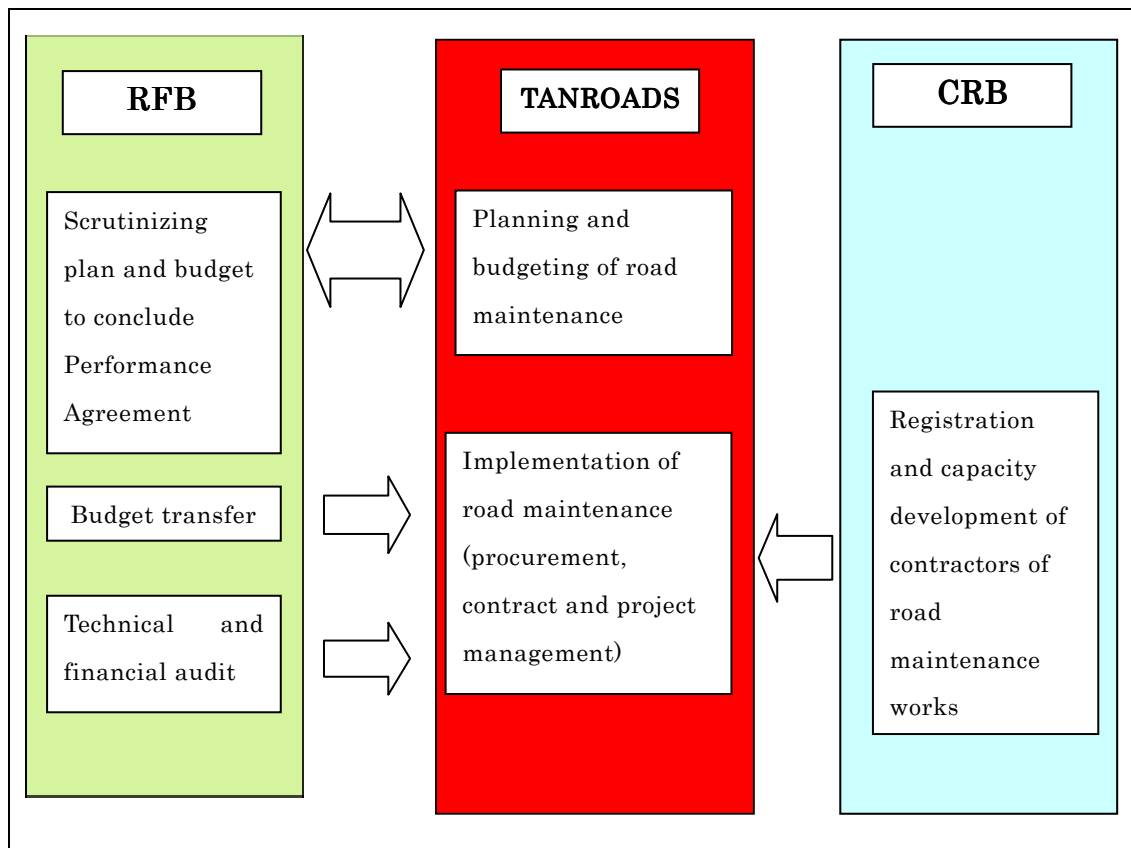 RFB
Scrutinizing
plan and budget
to conclude
Performance
Agreement
Budget transfer
Technical and
financial audit
TANROADS
Planning and
budgeting of road
maintenance
Implementation of
road maintenance
(procurement,
contract and project
management)
CRB
Registration
and capacity
development of
contractors of
road
maintenance
works